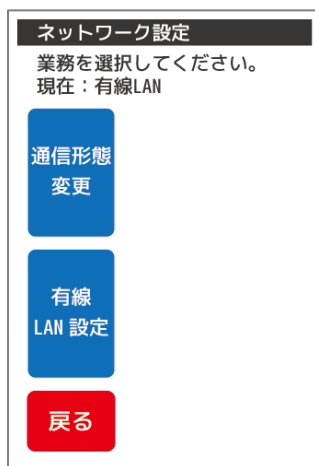 ネットワーク設定
業務を選択してください。
現在：有線LAN
通信形態
変更
有線
LAN 設定
戻る